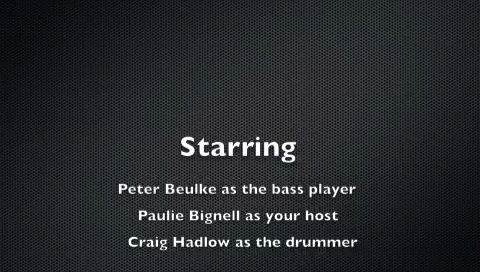 Starring
Peter Beulke as the bass player
Paulie Bignell as your host
Craig Hadlow as the drummer